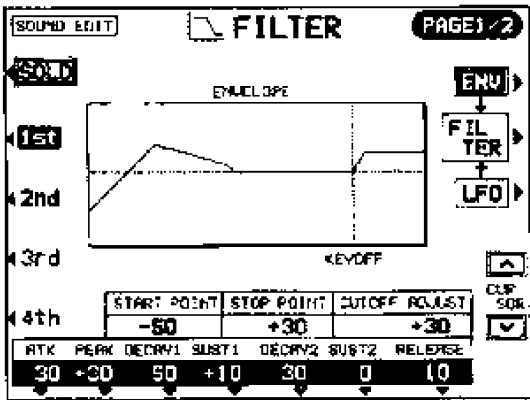 SOUND EDIT
FILTER
PAGE1/2
SOLO
ENVELOPE
ENV
1st
FIL
TER
2nd
LFO
3rd
KEYOFF
CUR
SOR
START POINT STOP POINT CUTOFF ADJUST
4th
-50 +30 +30
ATK PEAK DECAY1 SUST1 DECAY2 SUST2 RELEASE
30 +30 50 +10 30 0 10